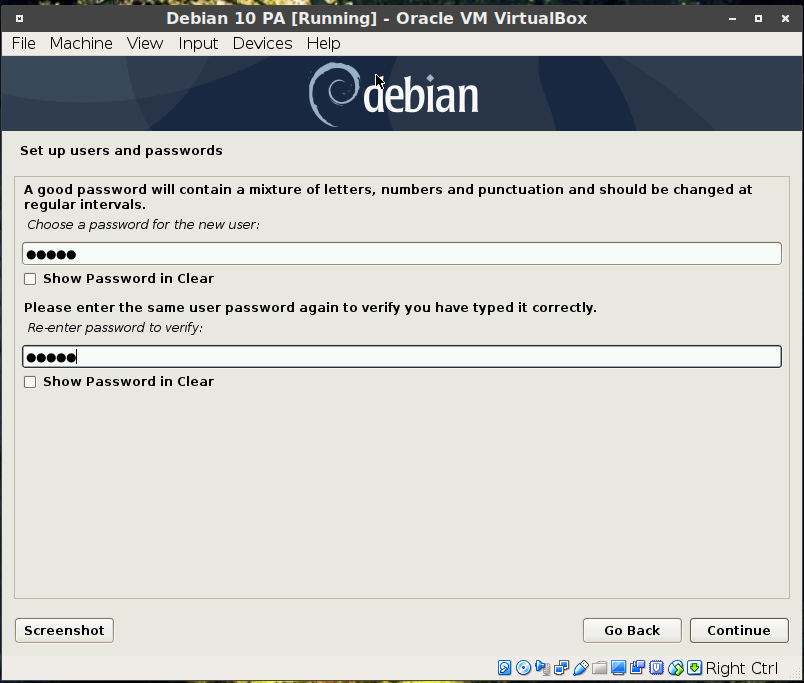 Debian 10 PA [Running] - Oracle VM VirtualBox
File Machine View Input Devices Help
debian
Set up users and passwords
A good password will contain a mixture of letters, numbers and punctuation and should be changed at
regular intervals.
Choose a password for the new user:
●●●●●
Show Password in Clear
Please enter the same user password again to verify you have typed it correctly.
Re-enter password to verify:
●●●●●
Show Password in Clear
Screenshot Go Back Continue
Right Ctrl